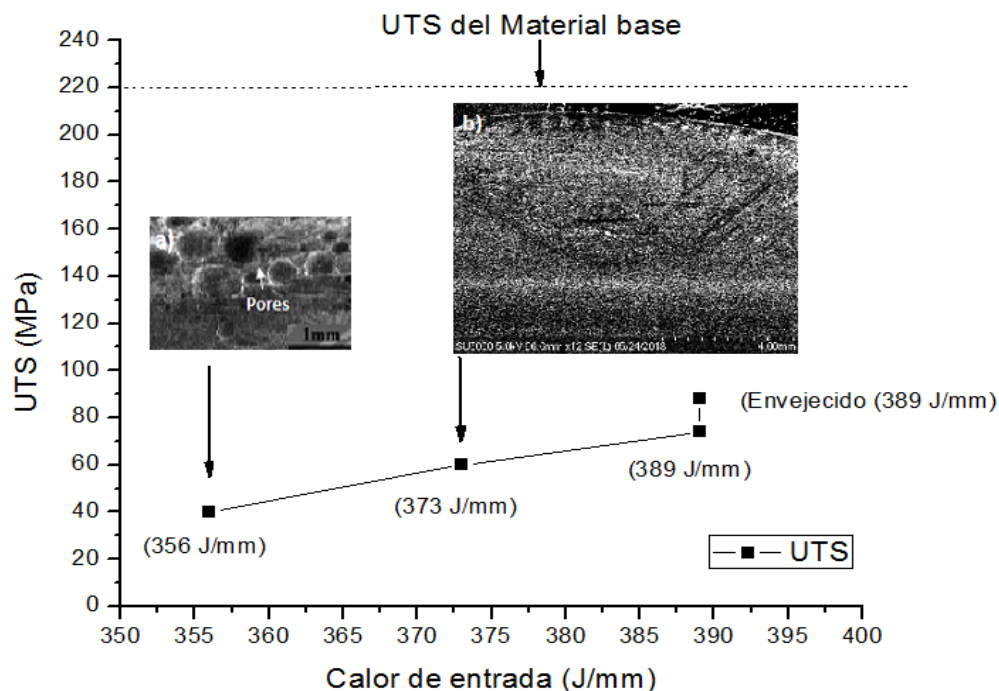 UTS del Material base
240
220
200
180
160
140
120
100
80
60
40
20
0
UTS (MPa)
a)
Pores
1mm
b)
4.00mm
(Envejecido (389 J/mm)
(389 J/mm)
(373 J/mm)
(356 J/mm)
UTS
350 355 360 365 370 375 380 385 390 395 400
Calor de entrada (J/mm)